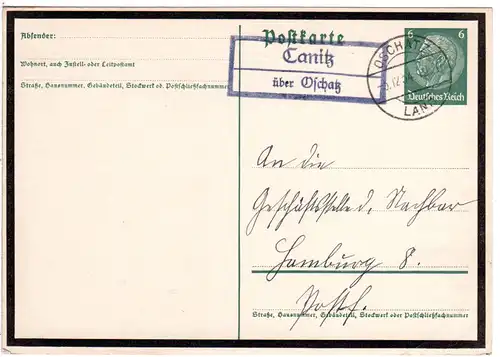 Absender:
Wohnort, auch Zustell- oder Leitpostamt
Straße, Hausnummer, Gebäudeteil, Stockwerk od. Postschließfachnummer
Postkarte
Canitz
über Oschatz
OSCHATZ
LAND
6 6
Deutsches Reich
An die
Geschäftsstelle d. Nachbar
Hamburg 8.
Postf.
Straße, Hausnummer, Gebäudeteil, Stockwerk oder Postschließfachnummer